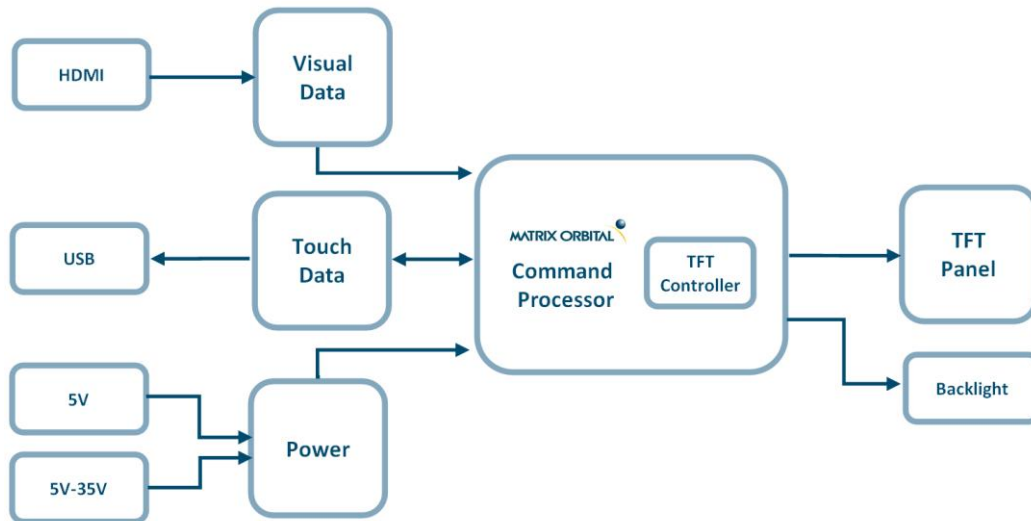 HDMI
Visual
Data
USB
Touch
Data
MATRIX ORBITAL
Command
Processor
TFT
Controller
TFT
Panel
Backlight
5V
5V-35V
Power